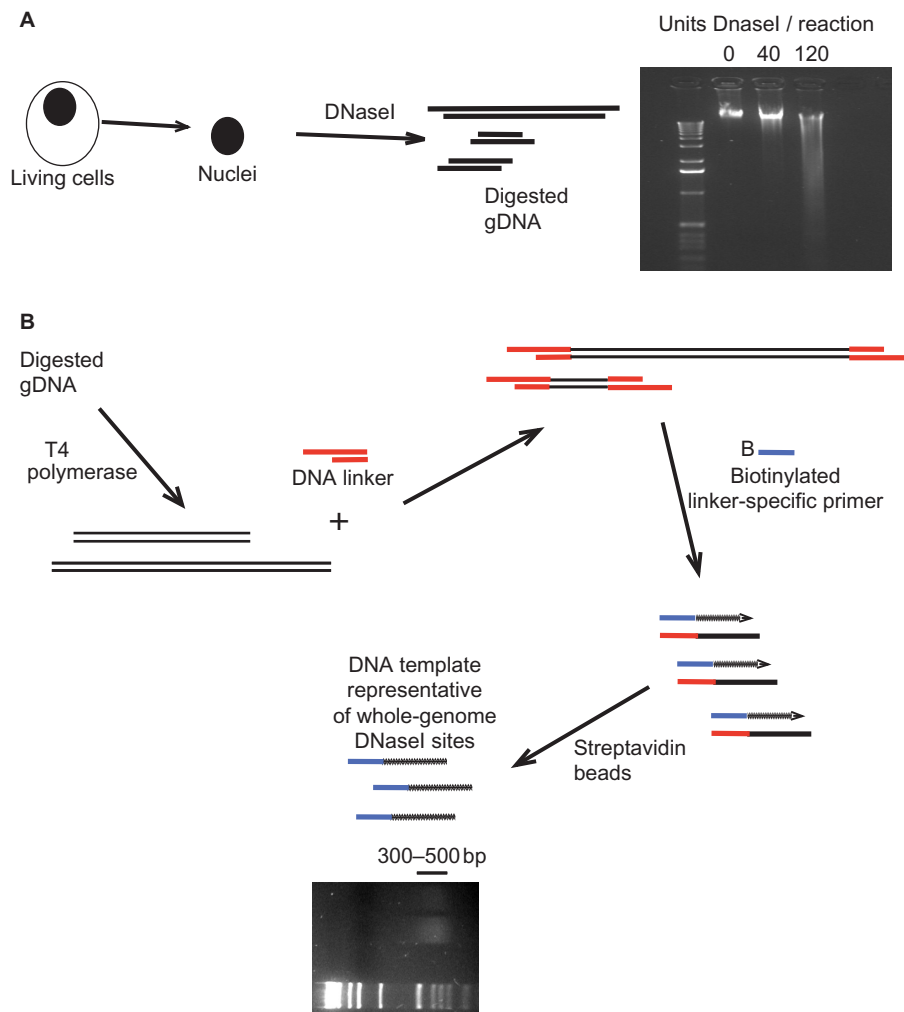 A
Units DnaseI / reaction
0 40 120
DNaseI
Living cells
Nuclei
Digested
gDNA
B
Digested
gDNA
T4
polymerase
DNA linker
+
B
Biotinylated
linker-specific primer
DNA template
representative
of whole-genome
DNaseI sites
Streptavidin
beads
300–500 bp